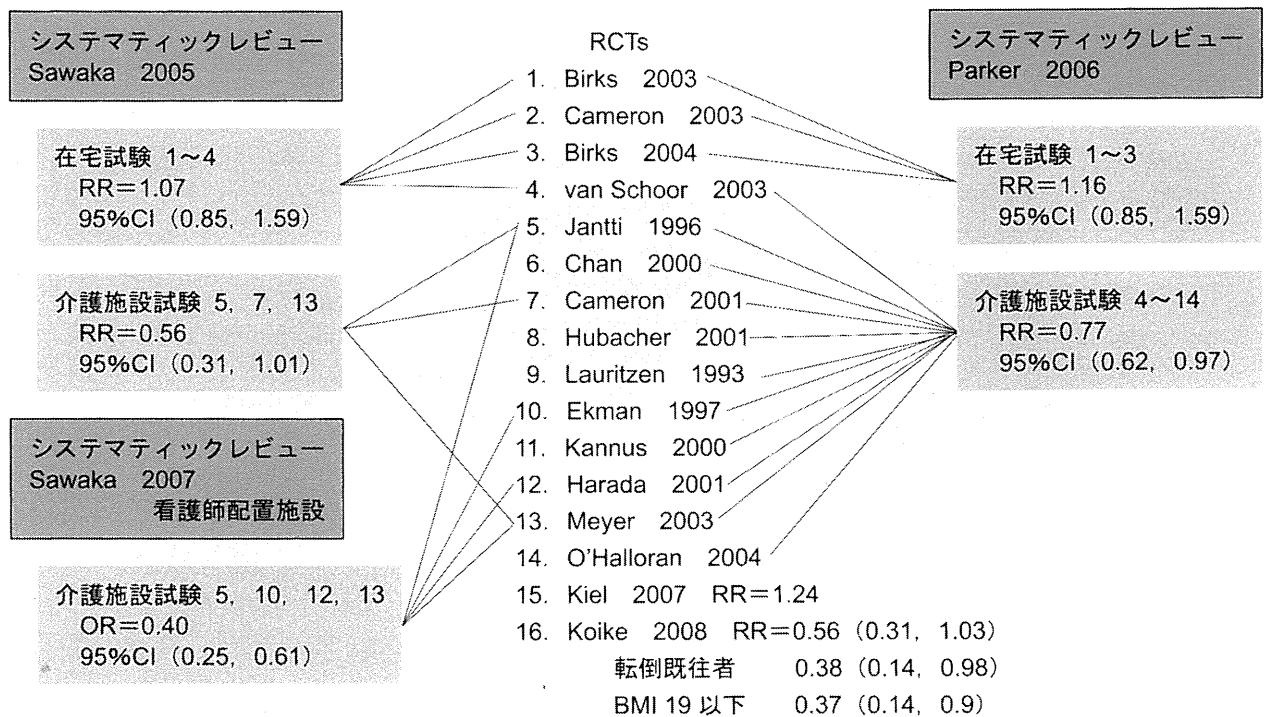 システマティックレビュー
Sawaka 2005
在宅試験 1~4
RR=1.07
95%CI (0.85, 1.59)
介護施設試験 5, 7, 13
RR=0.56
95%CI (0.31, 1.01)
システマティックレビュー
Sawaka 2007
看護師配置施設
介護施設試験 5, 10, 12, 13
OR=0.40
95%CI (0.25, 0.61)
RCTs
1. Birks 2003
2. Cameron 2003
3. Birks 2004
4. van Schoor 2003
5. Jantti 1996
6. Chan 2000
7. Cameron 2001
8. Hubacher 2001
9. Lauritzen 1993
10. Ekman 1997
11. Kannus 2000
12. Harada 2001
13. Meyer 2003
14. O'Halloran 2004
15. Kiel 2007 RR=1.24
16. Koike 2008 RR=0.56 (0.31, 1.03)
転倒既往者 0.38 (0.14, 0.98)
BMI 19 以下 0.37 (0.14, 0.9)
システマティックレビュー
Parker 2006
在宅試験 1~3
RR=1.16
95%CI (0.85, 1.59)
介護施設試験 4~14
RR=0.77
95%CI (0.62, 0.97)